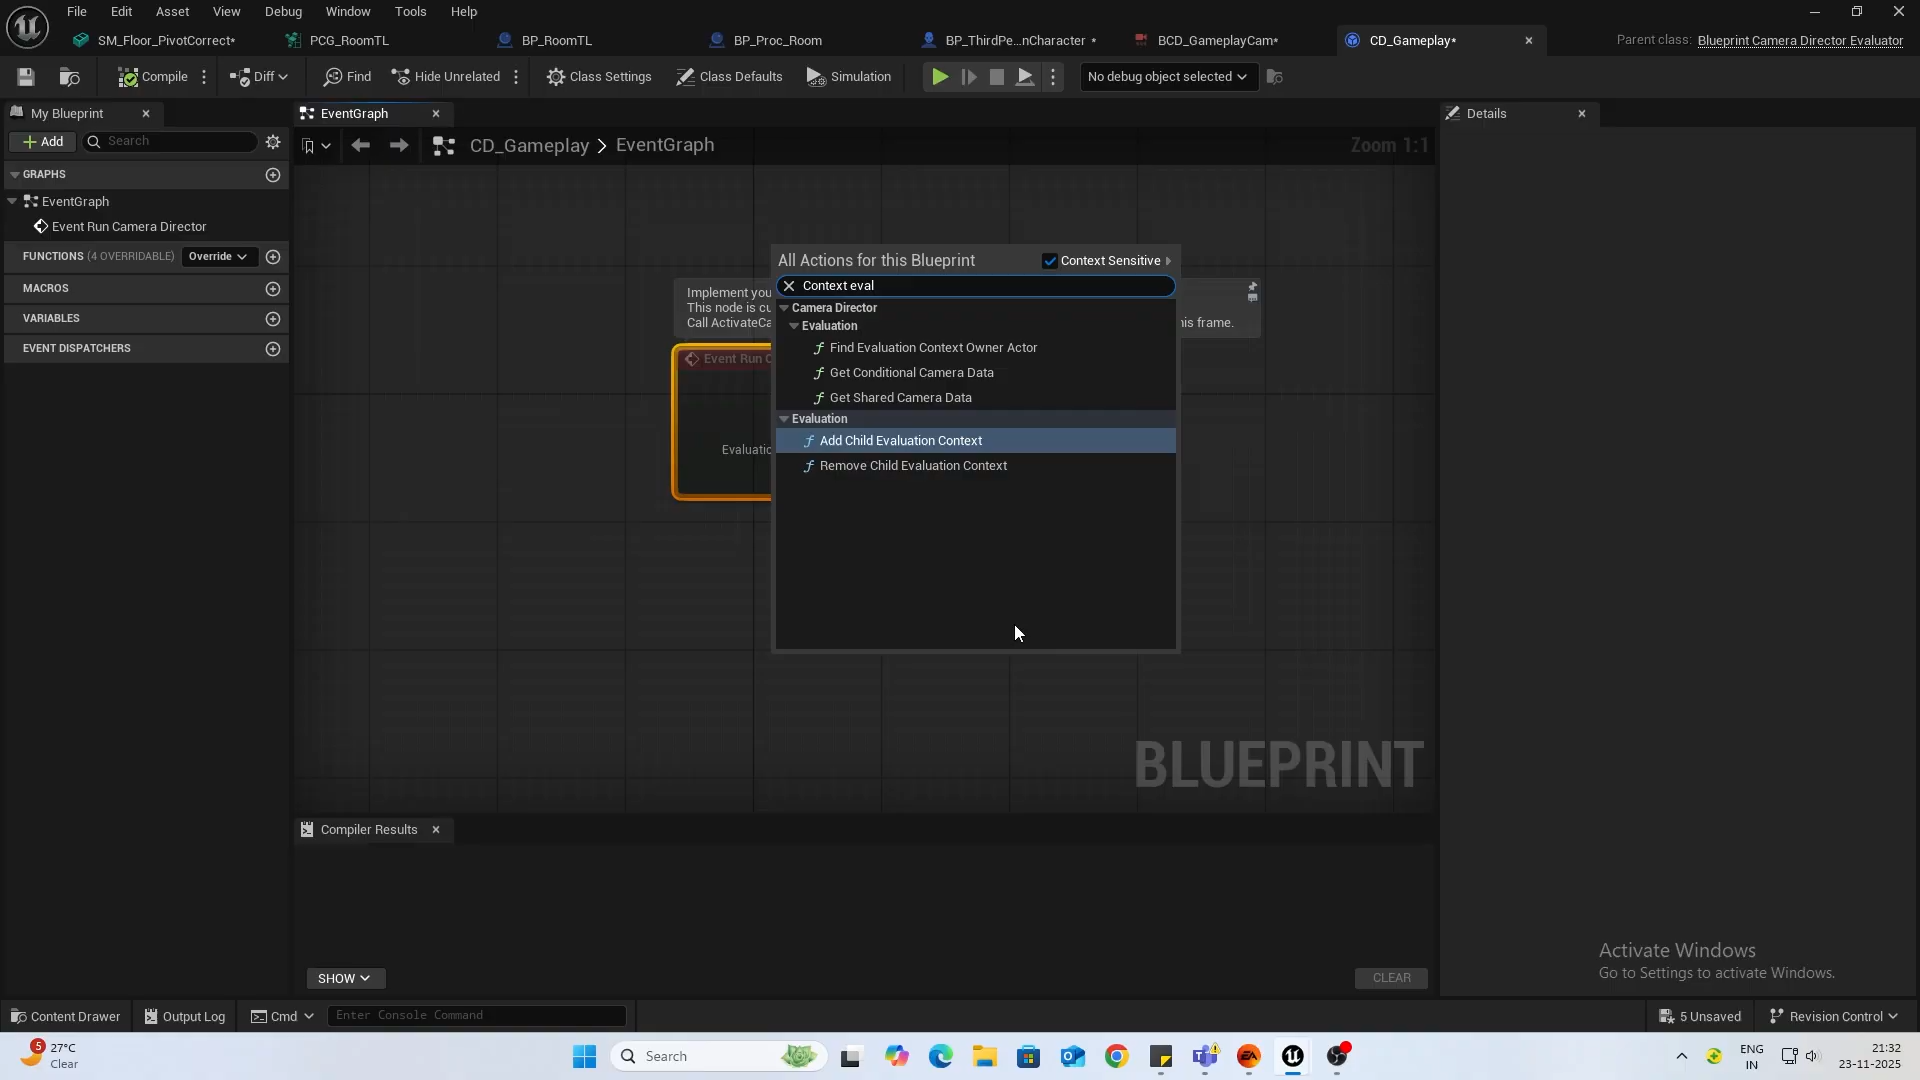 File Edit Asset View Debug Window Tools Help
SM_Floor_PivotCorrect* PCG_RoomTL BP_RoomTL BP_Proc_Room BP_ThirdPe...nCharacter * BCD_GameplayCam* CD_Gameplay* Parent class: Blueprint Camera Director Evaluator
Compile Diff Find Hide Unrelated Class Settings Class Defaults Simulation No debug object selected
My Blueprint EventGraph Details
Add Search CD_Gameplay > EventGraph Zoom 1:1
GRAPHS
EventGraph
Event Run Camera Director
FUNCTIONS (4 OVERRIDABLE) Override
MACROS
VARIABLES
EVENT DISPATCHERS
Implement you
This node is cu
Call ActivateCa
his frame.
Event Run C
Evaluatio
All Actions for this Blueprint Context Sensitive
Context eval
Camera Director
Evaluation
f Find Evaluation Context Owner Actor
f Get Conditional Camera Data
f Get Shared Camera Data
Evaluation
f Add Child Evaluation Context
f Remove Child Evaluation Context
BLUEPRINT
Compiler Results
SHOW CLEAR
Activate Windows
Go to Settings to activate Windows.
Content Drawer Output Log Cmd Enter Console Command 5 Unsaved Revision Control
5 27°C
Clear
Search
EA
ENG
IN
21:32
23-11-2025